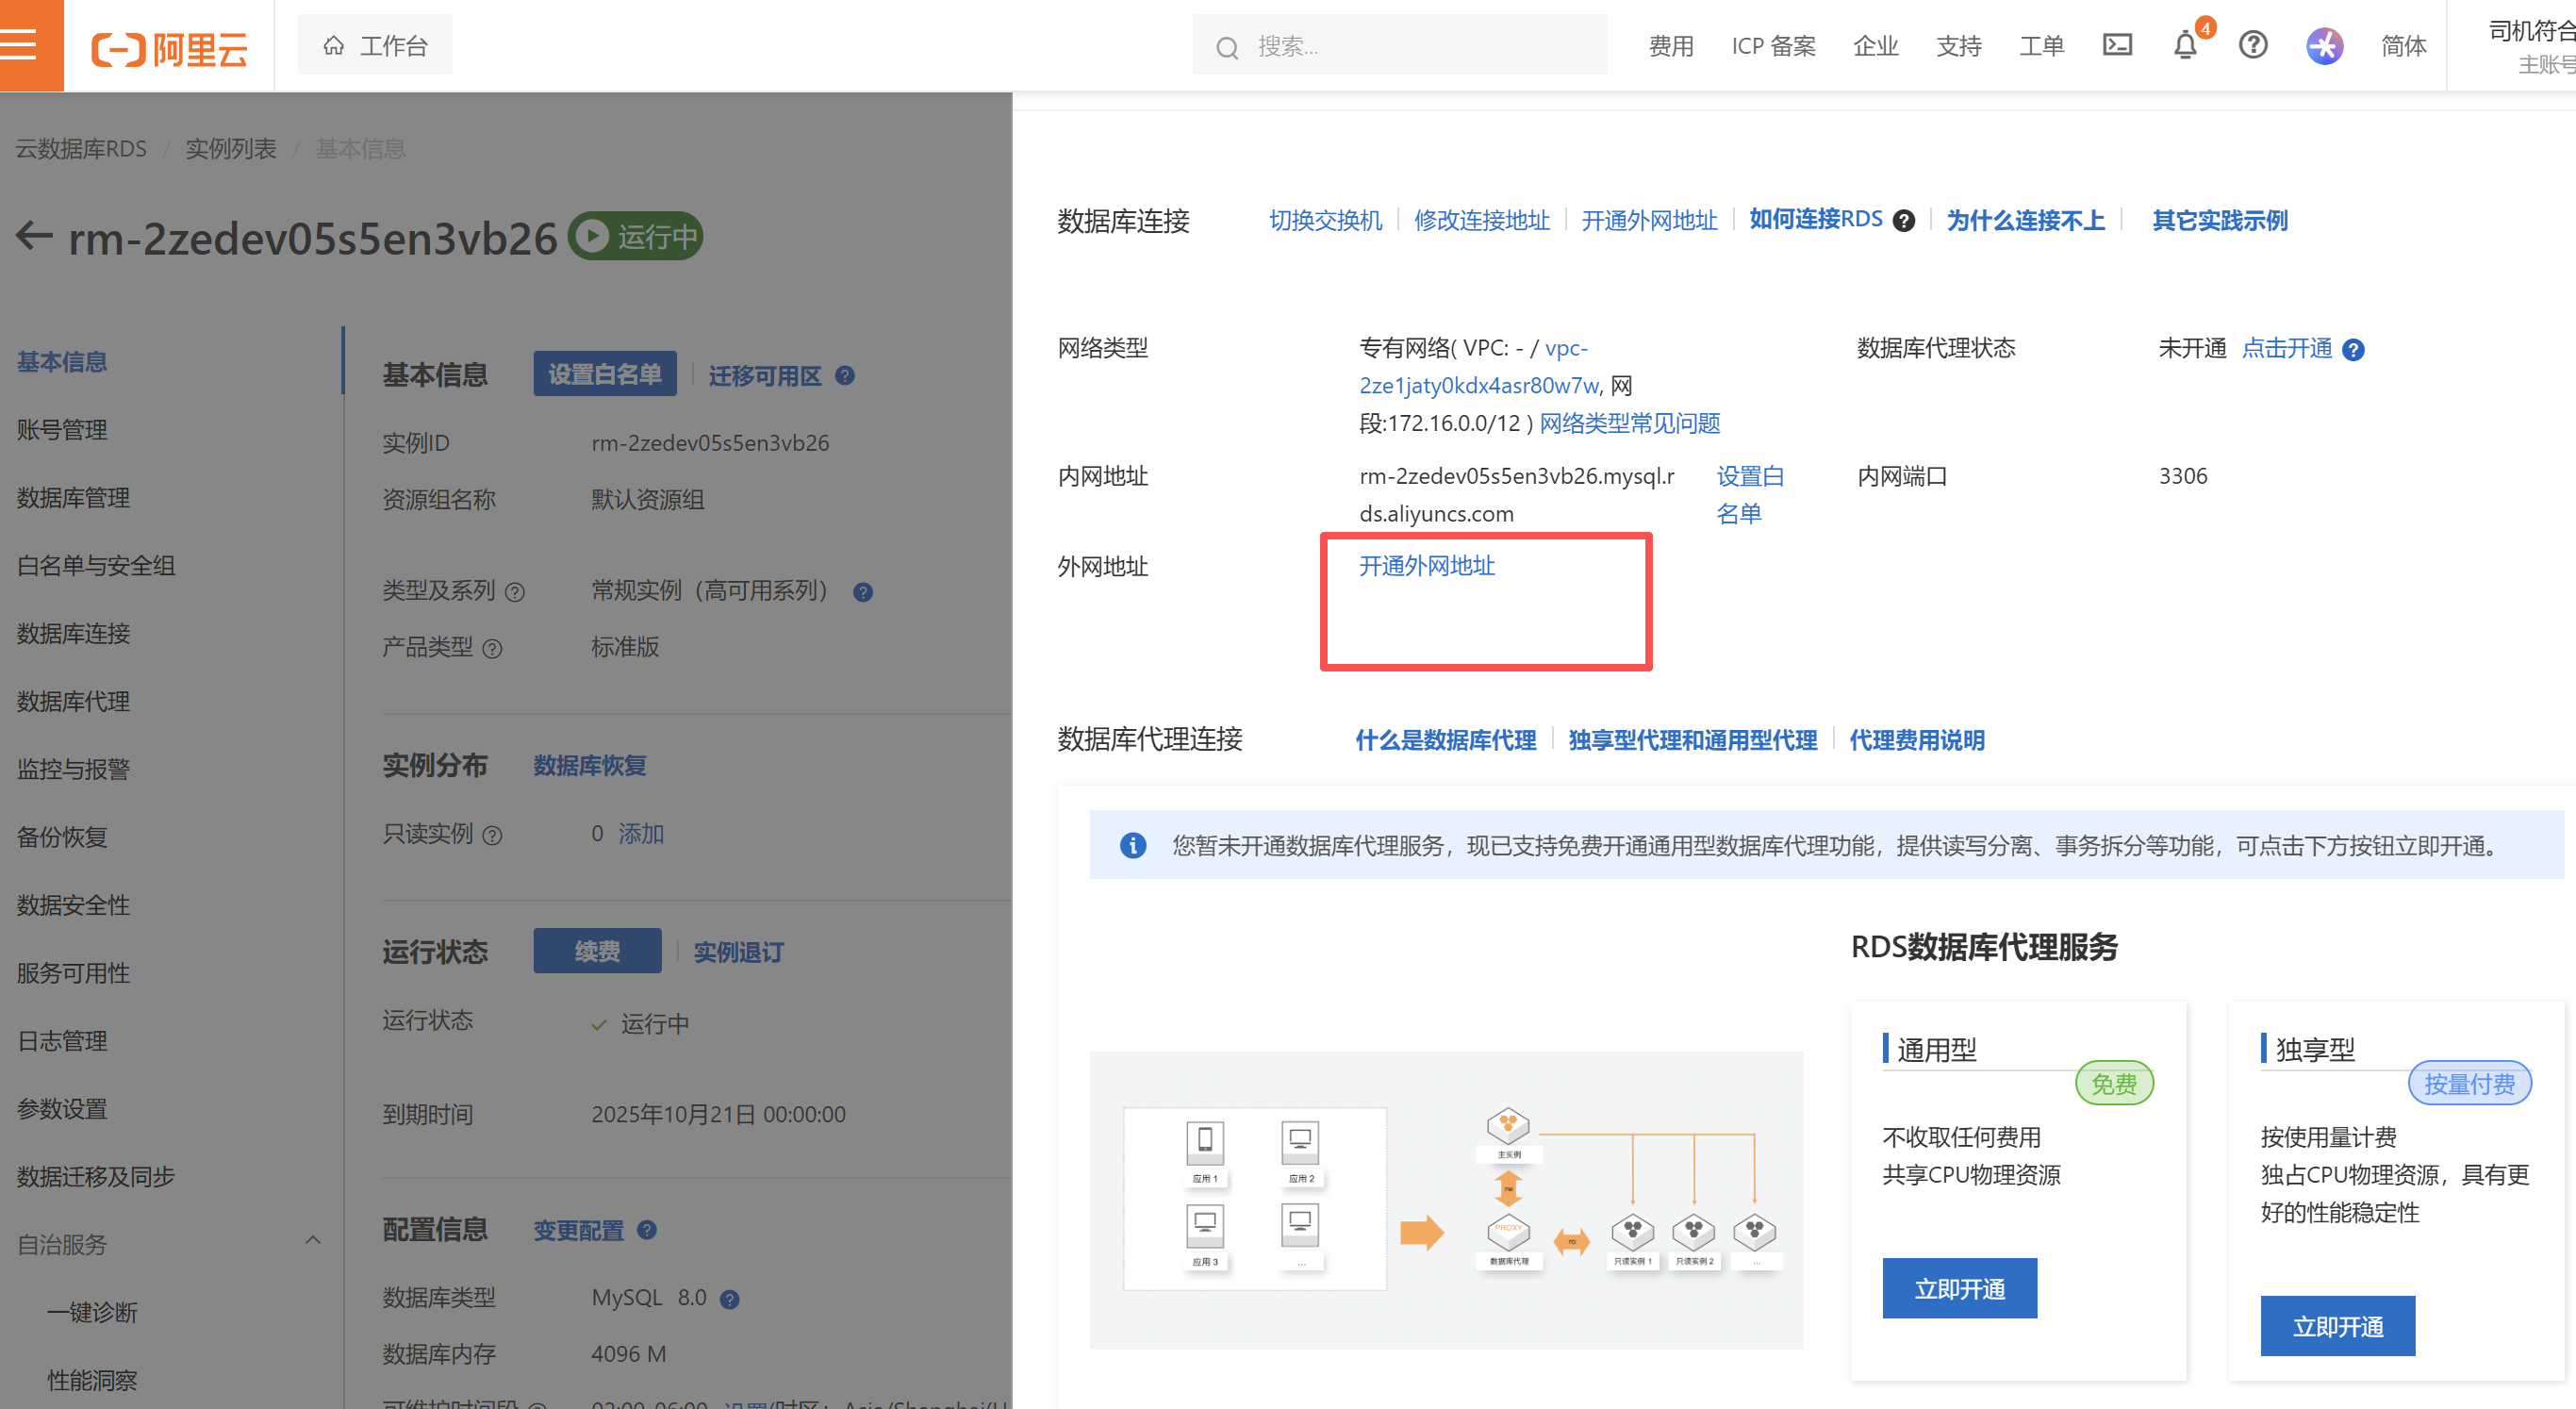 阿里云
工作台
搜索...
费用
ICP 备案
企业
支持
工单
4
简体
司机符合
主账号
云数据库RDS / 实例列表 / 基本信息
rm-2zedev05s5en3vb26
运行中
基本信息
账号管理
数据库管理
白名单与安全组
数据库连接
数据库代理
监控与报警
备份恢复
数据安全性
服务可用性
日志管理
参数设置
数据迁移及同步
自治服务
一键诊断
性能洞察
基本信息 设置白名单 迁移可用区
实例ID rm-2zedev05s5en3vb26
资源组名称 默认资源组
类型及系列 常规实例（高可用系列）
产品类型 标准版
实例分布 数据库恢复
只读实例 0 添加
运行状态 续费 实例退订
运行状态 运行中
到期时间 2025年10月21日 00:00:00
配置信息 变更配置
数据库类型 MySQL 8.0
数据库内存 4096 M
可维护时间段 02:00-06:00 设置(时区：Asia/Shanghai(U
数据库连接 切换交换机 修改连接地址 开通外网地址 如何连接RDS 为什么连接不上 其它实践示例
网络类型 专有网络( VPC: - / vpc-
2ze1jaty0kdx4asr80w7w, 网
段:172.16.0.0/12 ) 网络类型常见问题
数据库代理状态 未开通 点击开通
内网地址 rm-2zedev05s5en3vb26.mysql.r
ds.aliyuncs.com
设置白
名单
内网端口 3306
外网地址 开通外网地址
数据库代理连接 什么是数据库代理 独享型代理和通用型代理 代理费用说明
您暂未开通数据库代理服务，现已支持免费开通通用型数据库代理功能，提供读写分离、事务拆分等功能，可点击下方按钮立即开通。
应用 1
应用 2
应用 3
...
主实例
PROXY
数据库代理
只读实例 1
只读实例 2
...
RDS数据库代理服务
通用型
免费
不收取任何费用
共享CPU物理资源
立即开通
独享型
按量付费
按使用量计费
独占CPU物理资源，具有更
好的性能稳定性
立即开通